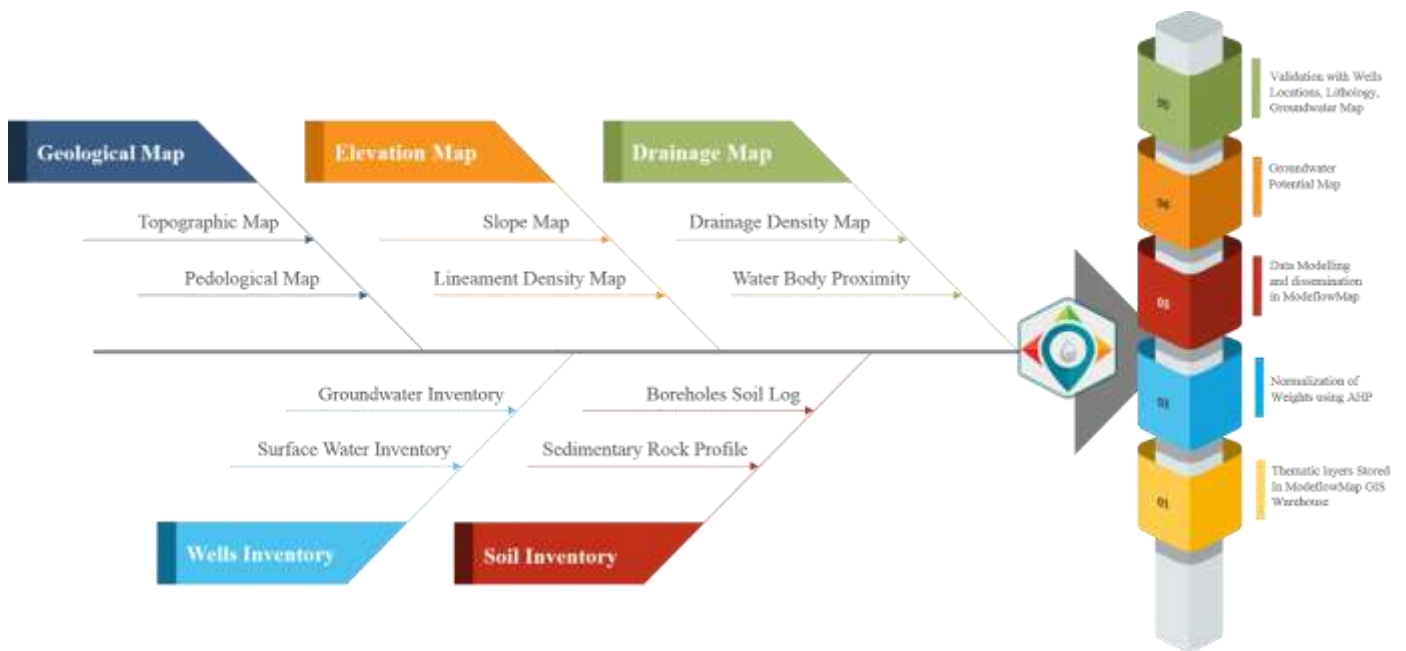 Geological Map
Topographic Map
Pedological Map
Elevation Map
Slope Map
Lineament Density Map
Drainage Map
Drainage Density Map
Water Body Proximity
Groundwater Inventory
Surface Water Inventory
Wells Inventory
Boreholes Soil Log
Sedimentary Rock Profile
Soil Inventory
Validation with Wells
Locations, Lithology,
Groundwater Map
Groundwater
Potential Map
Data Modelling
and dissemination
in ModeflowMap
Normalization of
Weights using AHP
01
Thematic layers Stored
In ModeflowMap GIS
Warehouse